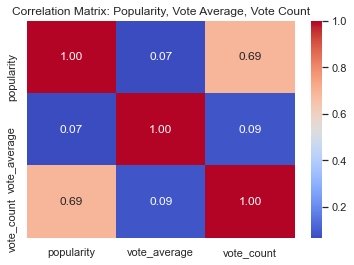 Correlation Matrix: Popularity, Vote Average, Vote Count
popularity
1.00 0.07 0.69
vote_average
0.07 1.00 0.09
vote_count
0.69 0.09 1.00
popularity vote_average vote_count
1.0
0.8
0.6
0.4
0.2